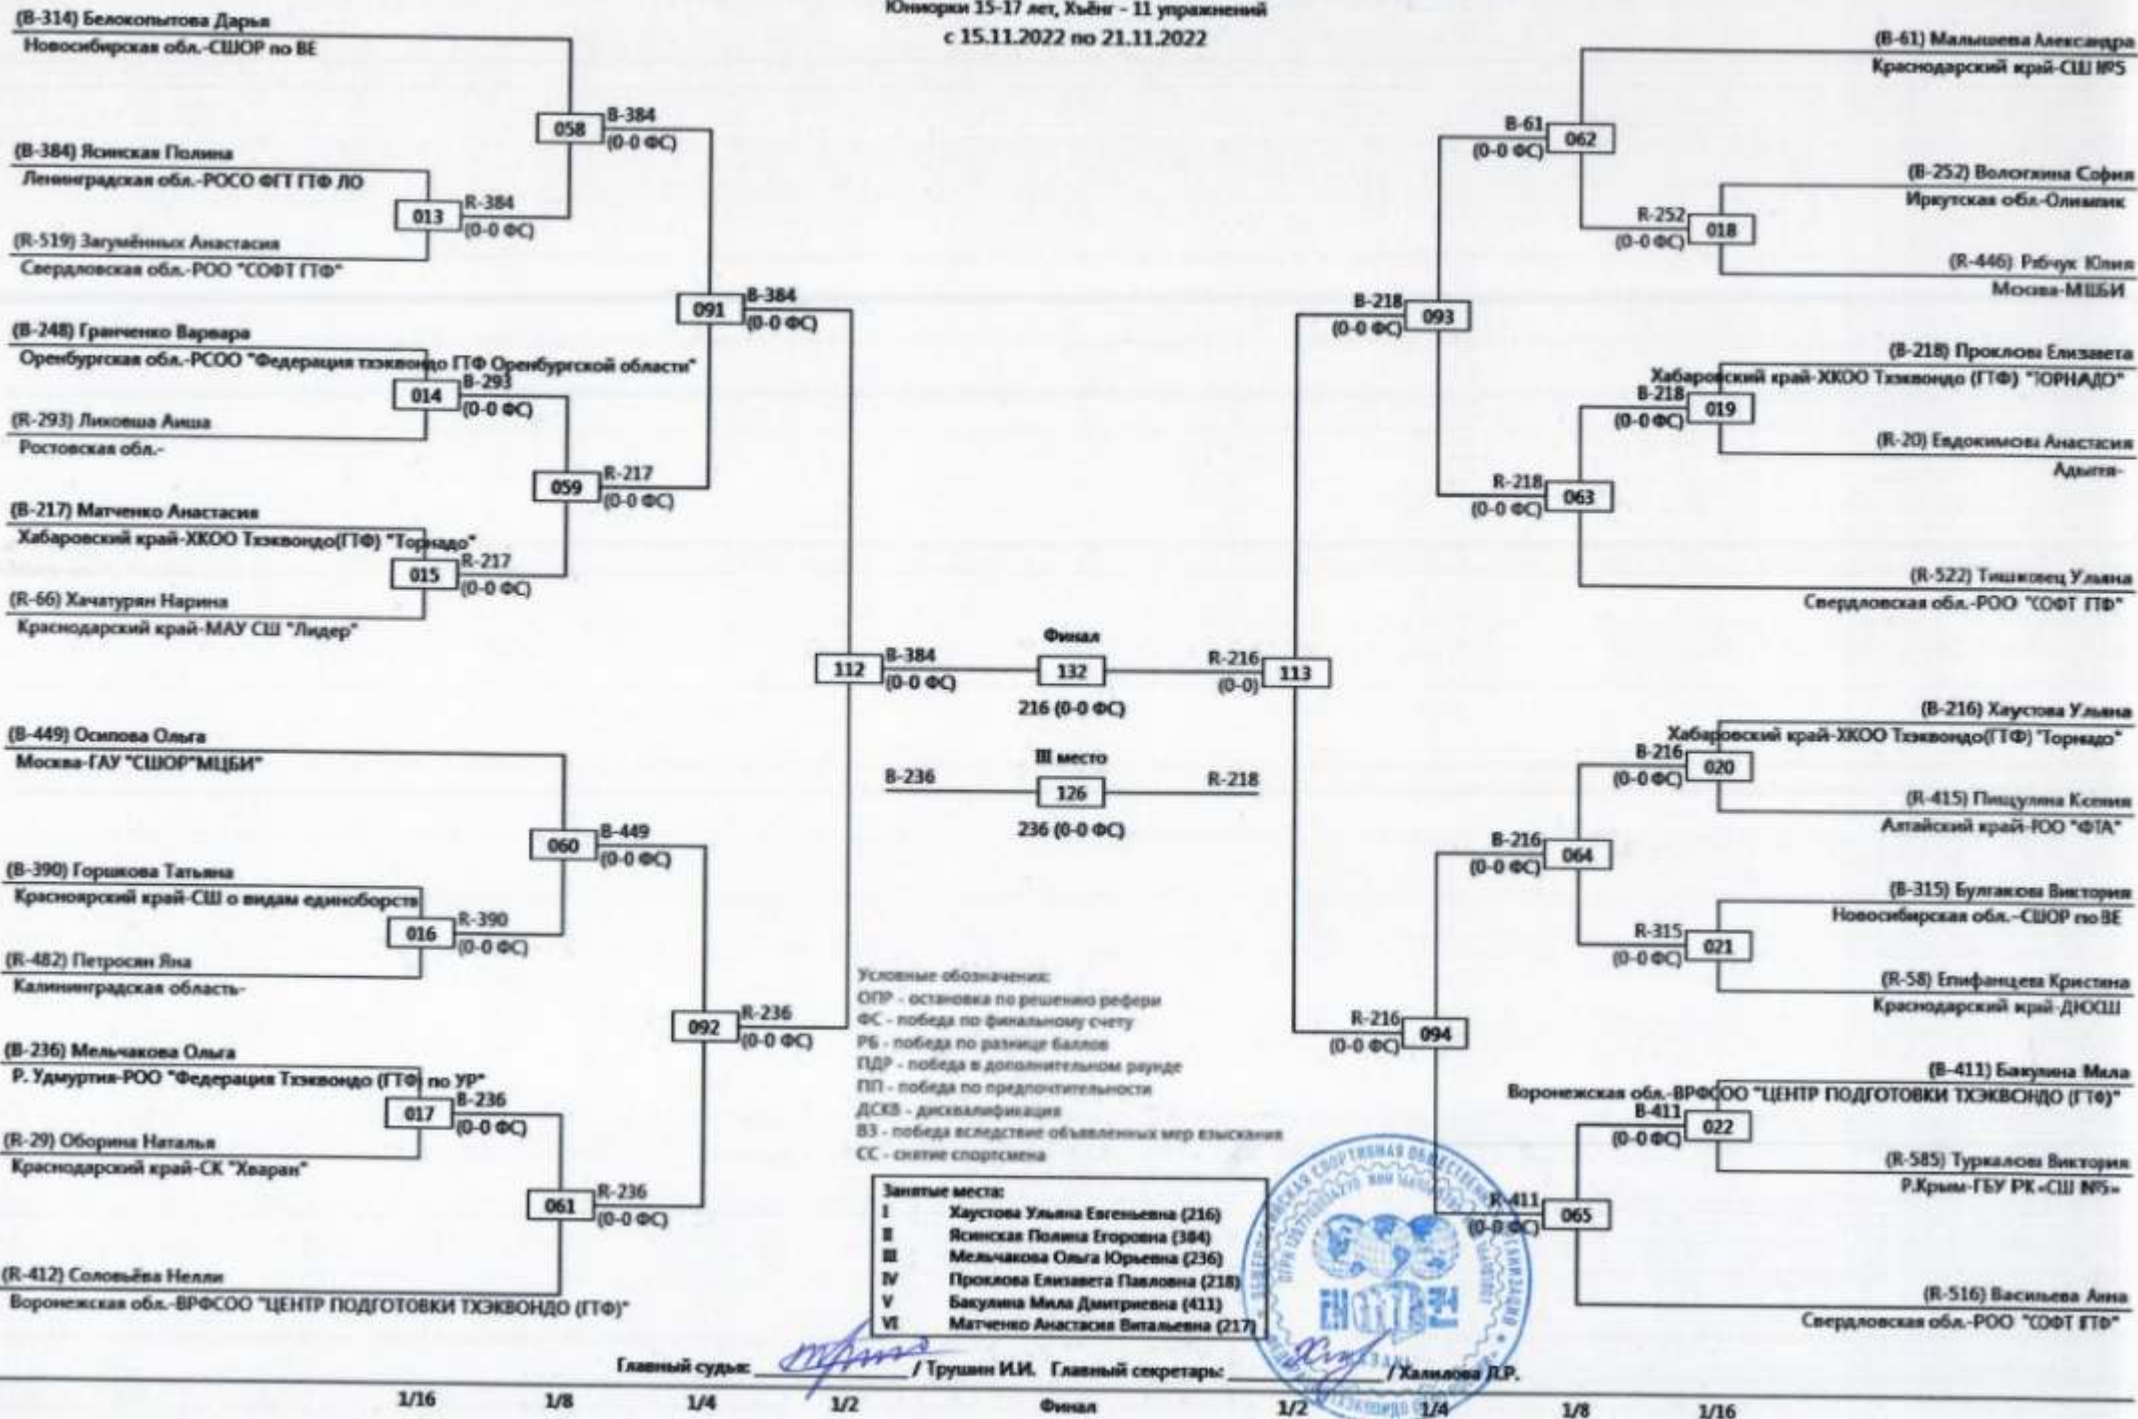 Юниорки 15-17 лет, Хъёнг - 11 упражнений
с 15.11.2022 по 21.11.2022
(B-314) Белокопытова Дарья
Новосибирская обл.-СШОР по ВЕ
058
B-384
(0-0 ФС)
(B-384) Ясинская Полина
Ленинградская обл.-РОСО ФГТ ГТФ ЛО
013
R-384
(0-0 ФС)
(R-519) Загумённых Анастасия
Свердловская обл.-РОО "СОФТ ГТФ"
091
B-384
(0-0 ФС)
(B-248) Гранченко Варвара
Оренбургская обл.-РСОО "Федерация тхэквондо ГТФ Оренбургской области"
014
B-293
(0-0 ФС)
(R-293) Лиховша Аиша
Ростовская обл.-
059
R-217
(0-0 ФС)
(B-217) Матченко Анастасия
Хабаровский край-ХКОО Тхэквондо(ГТФ) "Торнадо"
015
R-217
(0-0 ФС)
(R-66) Хачатурян Нарина
Краснодарский край-МАУ СШ "Лидер"
112
B-384
(0-0 ФС)
(B-449) Осипова Ольга
Москва-ГАУ "СШОР"МЦБИ"
060
B-449
(0-0 ФС)
(B-390) Горшкова Татьяна
Красноярский край-СШ о видам единоборств
016
R-390
(0-0 ФС)
(R-482) Петросян Яна
Калининградская область-
092
R-236
(0-0 ФС)
(B-236) Мельчакова Ольга
Р. Удмуртия-РОО "Федерация Тхэквондо (ГТФ) по УР"
017
B-236
(0-0 ФС)
(R-29) Оборина Наталья
Краснодарский край-СК "Хваран"
061
R-236
(0-0 ФС)
(R-412) Соловьёва Нелли
Воронежская обл.-ВРФСОО "ЦЕНТР ПОДГОТОВКИ ТХЭКВОНДО (ГТФ)"
Финал
132
216 (0-0 ФС)
III место
B-236
126
R-218
236 (0-0 ФС)
R-216
(0-0)
113
(B-61) Малышева Александра
Краснодарский край-СШ №5
B-61
(0-0 ФС)
062
(B-252) Вологжина София
Иркутская обл.-Олимпик
R-252
(0-0 ФС)
018
(R-446) Рябчук Юлия
Москва-МЦБИ
B-218
(0-0 ФС)
093
(B-218) Проклова Елизавета
Хабаровский край-ХКОО Тхэквондо (ГТФ) "ТОРНАДО"
B-218
(0-0 ФС)
019
(R-20) Евдокимова Анастасия
Адыгея-
R-218
(0-0 ФС)
063
(R-522) Тишковец Ульяна
Свердловская обл.-РОО "СОФТ ГТФ"
(B-216) Хаустова Ульяна
Хабаровский край-ХКОО Тхэквондо(ГТФ) "Торнадо"
B-216
(0-0 ФС)
020
(R-415) Пищулина Ксения
Алтайский край-РОО "ФТА"
B-216
(0-0 ФС)
064
(B-315) Булгакова Виктория
Новосибирская обл.-СШОР по ВЕ
R-315
(0-0 ФС)
021
(R-58) Епифанцева Кристина
Краснодарский край-ДЮСШ
R-216
(0-0 ФС)
094
(B-411) Бакулина Мила
Воронежская обл.-ВРФСОО "ЦЕНТР ПОДГОТОВКИ ТХЭКВОНДО (ГТФ)"
B-411
(0-0 ФС)
022
(R-585) Туркалова Виктория
Р.Крым-ГБУ РК «СШ №5»
R-411
(0-0 ФС)
065
(R-516) Васильева Анна
Свердловская обл.-РОО "СОФТ ГТФ"
Условные обозначения:
ОПР - остановка по решению рефери
ФС - победа по финальному счету
РБ - победа по разнице баллов
ПДР - победа в дополнительном раунде
ПП - победа по предпочтительности
ДСКВ - дисквалификация
ВЗ - победа вследствие объявленных мер взыскания
СС - снятие спортсмена
Занятые места:
I Хаустова Ульяна Евгеньевна (216)
II Ясинская Полина Егоровна (384)
III Мельчакова Ольга Юрьевна (236)
IV Проклова Елизавета Павловна (218)
V Бакулина Мила Дмитриевна (411)
VI Матченко Анастасия Витальевна (217)
Главный судья: / Трушин И.И. Главный секретарь: / Халилова Л.Р.
1/16 1/8 1/4 1/2 Финал 1/2 1/4 1/8 1/16